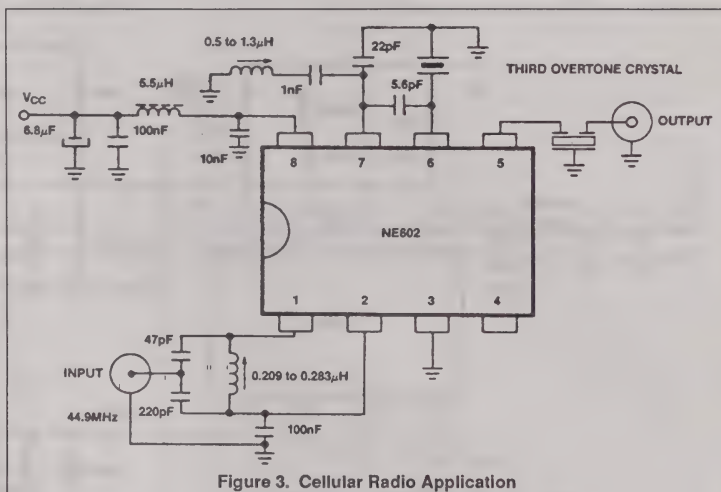 0.5 to 1.3µH
22pF
1nF
5.6pF
THIRD OVERTONE CRYSTAL
5.5µH
VCC
6.8µF
100nF
10nF
OUTPUT
8
7
6
5
NE602
1
2
3
4
47pF
INPUT
0.209 to 0.283µH
220pF
44.9MHz
100nF
Figure 3. Cellular Radio Application